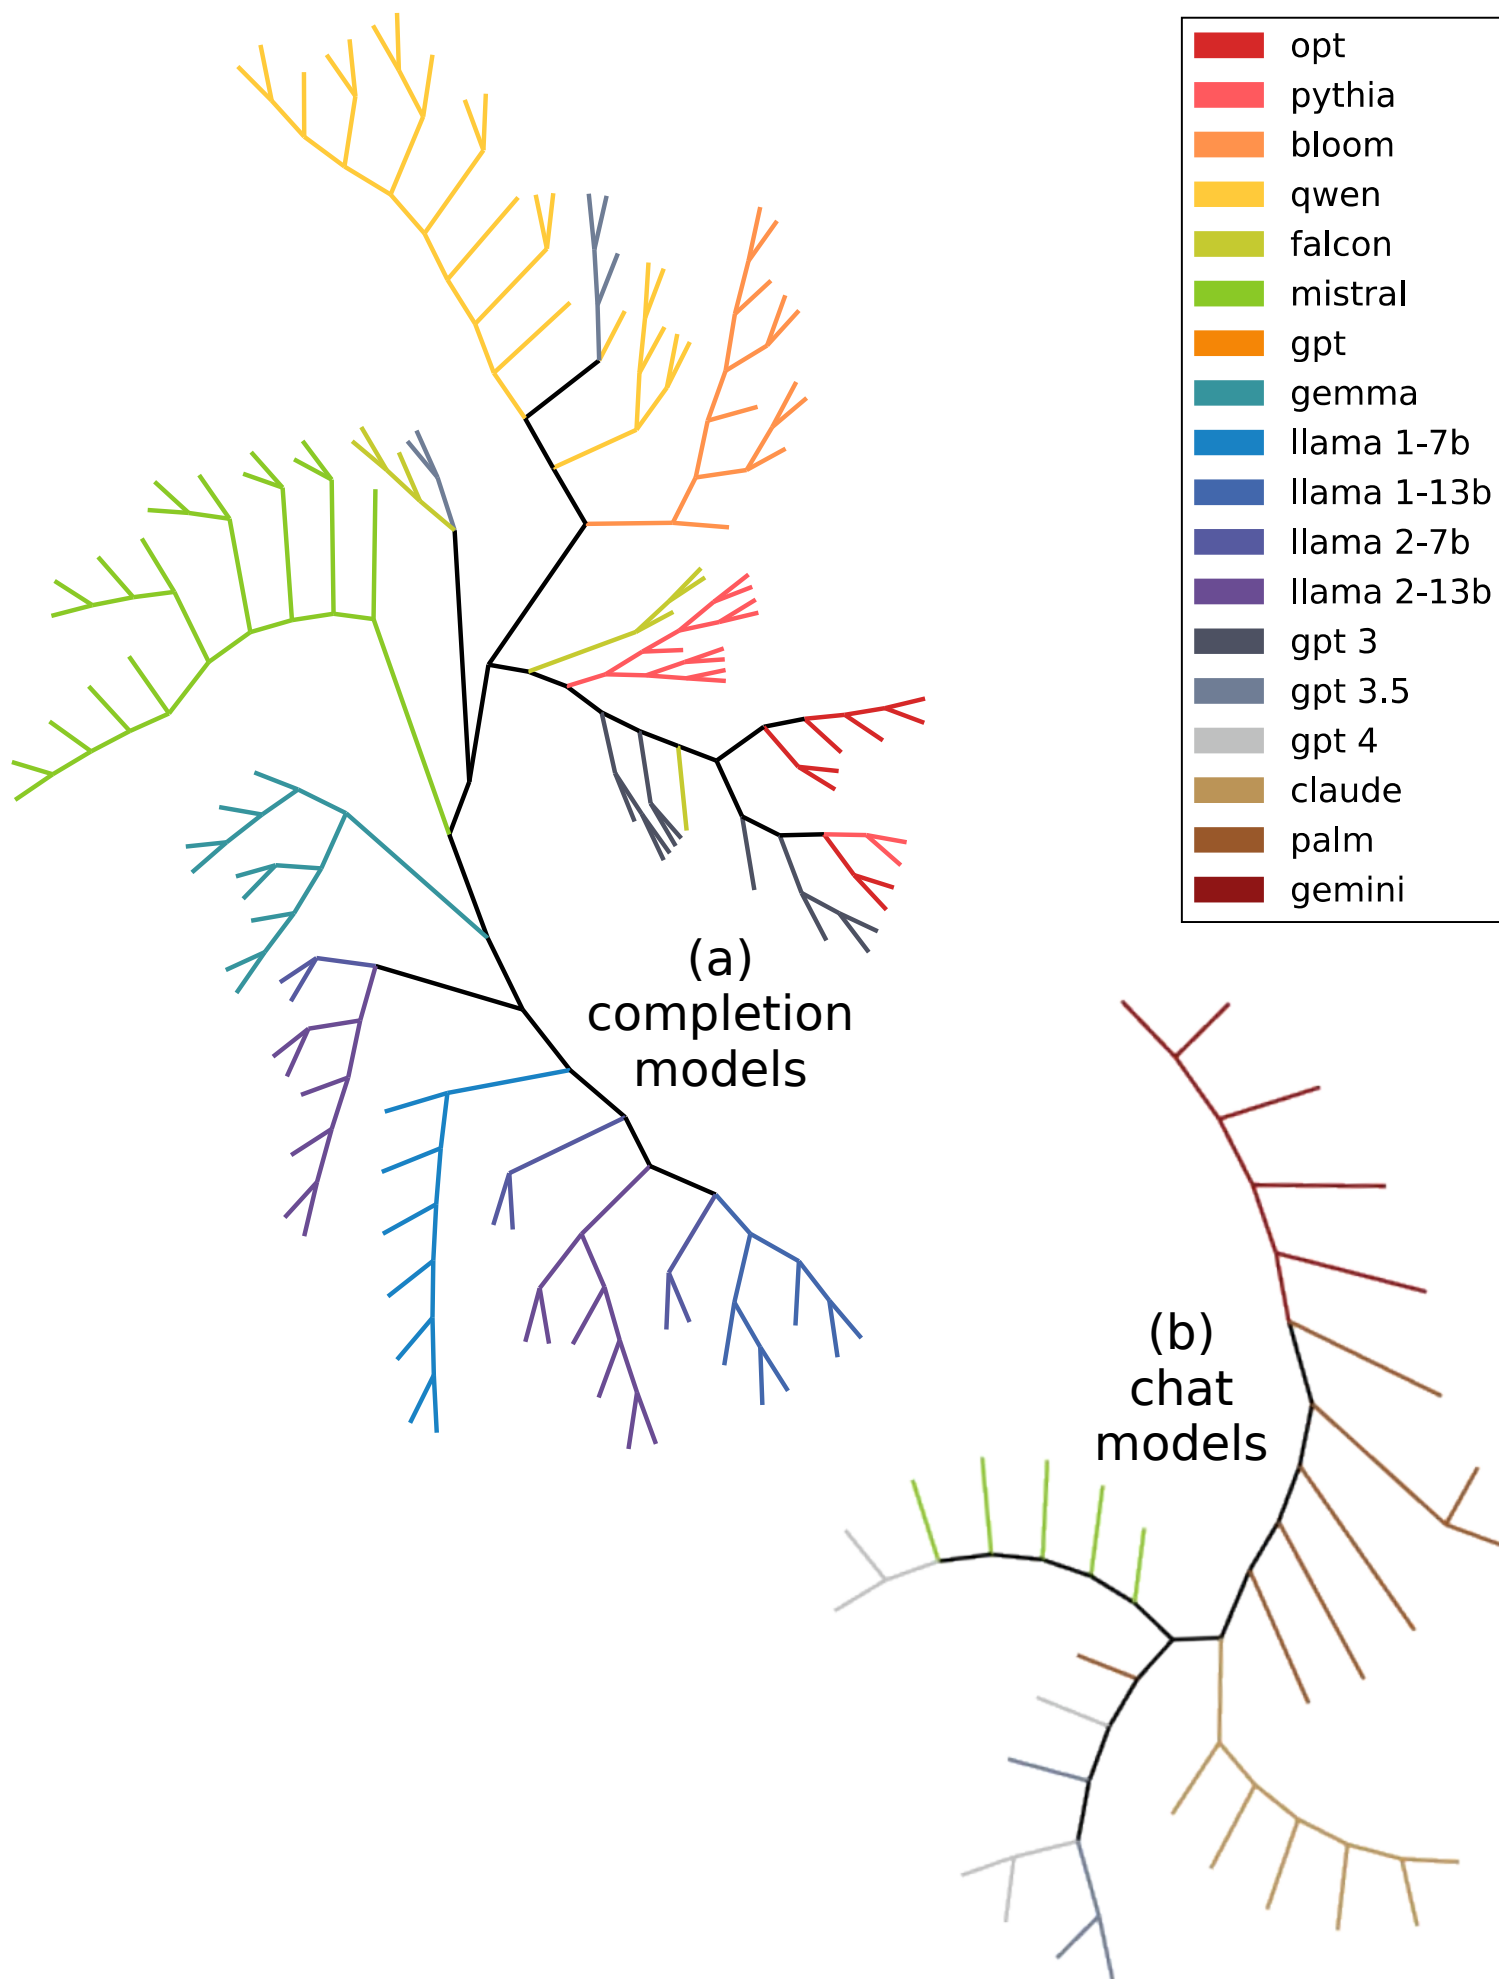 opt
pythia
bloom
qwen
falcon
mistral
gpt
gemma
llama 1-7b
llama 1-13b
llama 2-7b
llama 2-13b
gpt 3
gpt 3.5
gpt 4
claude
palm
gemini
(a)
completion
models
(b)
chat
models